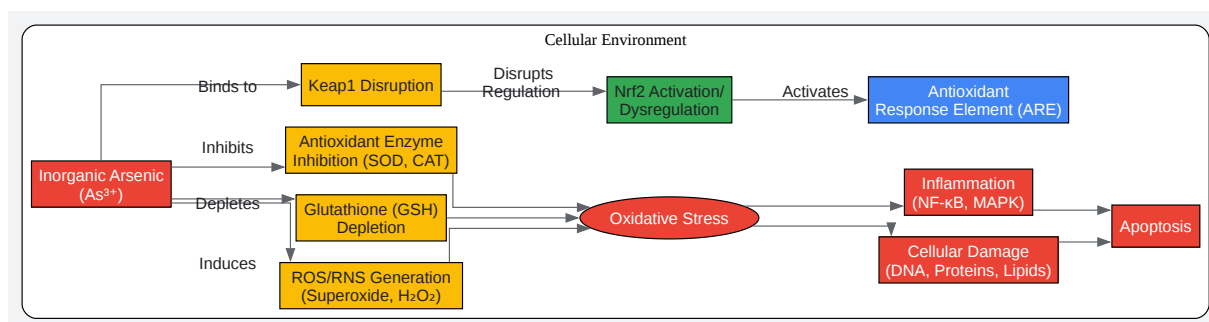 Cellular Environment
Binds to
Keap1 Disruption
Disrupts
Regulation
Nrf2 Activation/
Dysregulation
Activates
Antioxidant
Response Element (ARE)
Inorganic Arsenic
(As³⁺)
Inhibits
Antioxidant Enzyme
Inhibition (SOD, CAT)
Depletes
Glutathione (GSH)
Depletion
Induces
ROS/RNS Generation
(Superoxide, H₂O₂)
Oxidative Stress
Inflammation
(NF-κB, MAPK)
Cellular Damage
(DNA, Proteins, Lipids)
Apoptosis